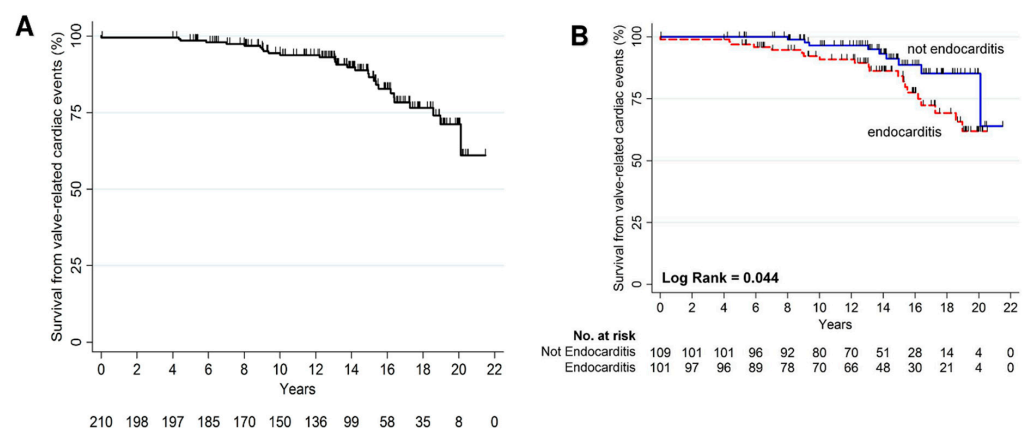 A
Survival from valve-related cardiac events (%)
100
75
50
25
0
0 2 4 6 8 10 12 14 16 18 20 22
Years
210 198 197 185 170 150 136 99 58 35 8 0
B
Survival from valve-related cardiac events (%)
100
75
50
25
0
not endocarditis
endocarditis
Log Rank = 0.044
0 2 4 6 8 10 12 14 16 18 20 22
Years
No. at risk
Not Endocarditis 109 101 101 96 92 80 70 51 28 14 4 0
Endocarditis 101 97 96 89 78 70 66 48 30 21 4 0